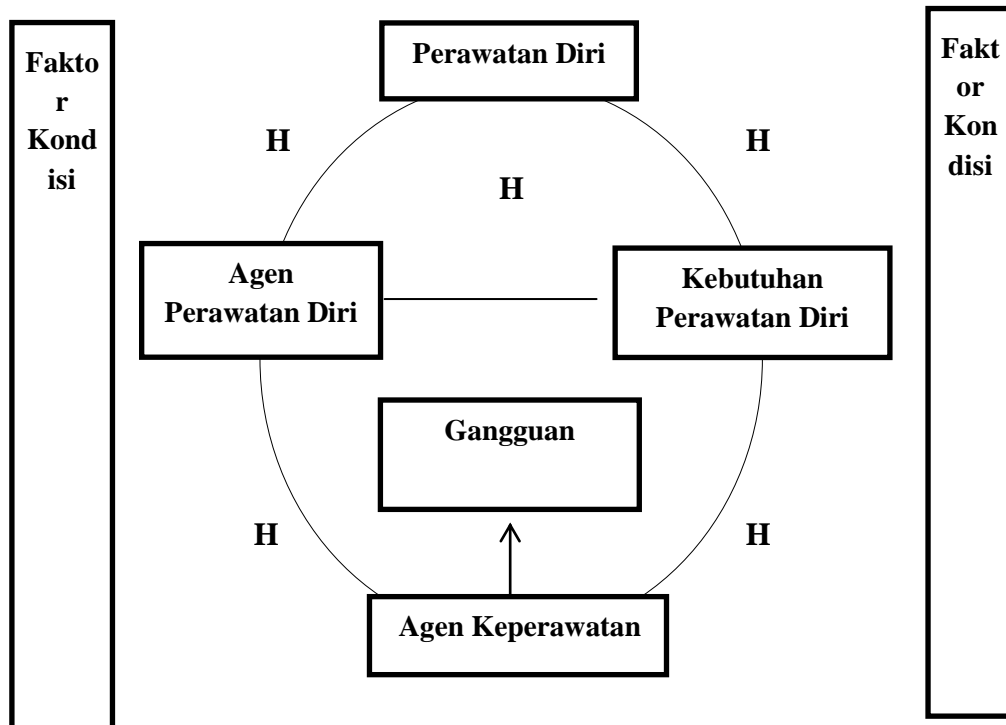 Fakto
r
Kond
isi
Perawatan Diri
Fakt
or
Kon
disi
H
H
H
Agen
Perawatan Diri
Kebutuhan
Perawatan Diri
Gangguan
H
H
Agen Keperawatan